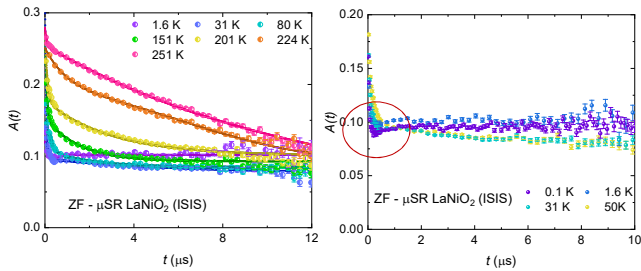 0.3
0.2
0.1
0.0
A(t)
1.6 K 31 K 80 K
151 K 201 K 224 K
251 K
ZF - μSR LaNiO₂ (ISIS)
0 4 8 12
t (μs)
0.20
0.15
0.10
0.05
0.00
A(t)
ZF - μSR LaNiO₂ (ISIS)
0.1 K 1.6 K
31 K 50K
0 2 4 6 8 10
t (μs)